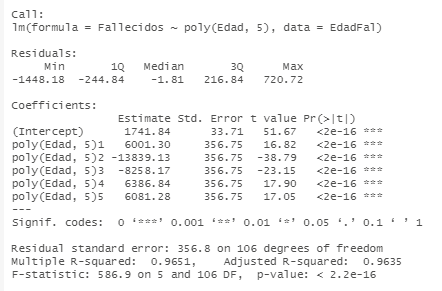 Call:
lm(formula = Fallecidos ~ poly(Edad, 5), data = EdadFal)
Residuals:
Min 1Q Median 3Q Max
-1448.18 -244.84 -1.81 216.84 720.72
Coefficients:
Estimate Std. Error t value Pr(>|t|)
(Intercept) 1741.84 33.71 51.67 <2e-16 ***
poly(Edad, 5)1 6001.30 356.75 16.82 <2e-16 ***
poly(Edad, 5)2 -13839.13 356.75 -38.79 <2e-16 ***
poly(Edad, 5)3 -8258.17 356.75 -23.15 <2e-16 ***
poly(Edad, 5)4 6386.84 356.75 17.90 <2e-16 ***
poly(Edad, 5)5 6081.28 356.75 17.05 <2e-16 ***
---
Signif. codes: 0 ‘***’ 0.001 ‘**’ 0.01 ‘*’ 0.05 ‘.’ 0.1 ‘ ’ 1
Residual standard error: 356.8 on 106 degrees of freedom
Multiple R-squared: 0.9651, Adjusted R-squared: 0.9635
F-statistic: 586.9 on 5 and 106 DF, p-value: < 2.2e-16